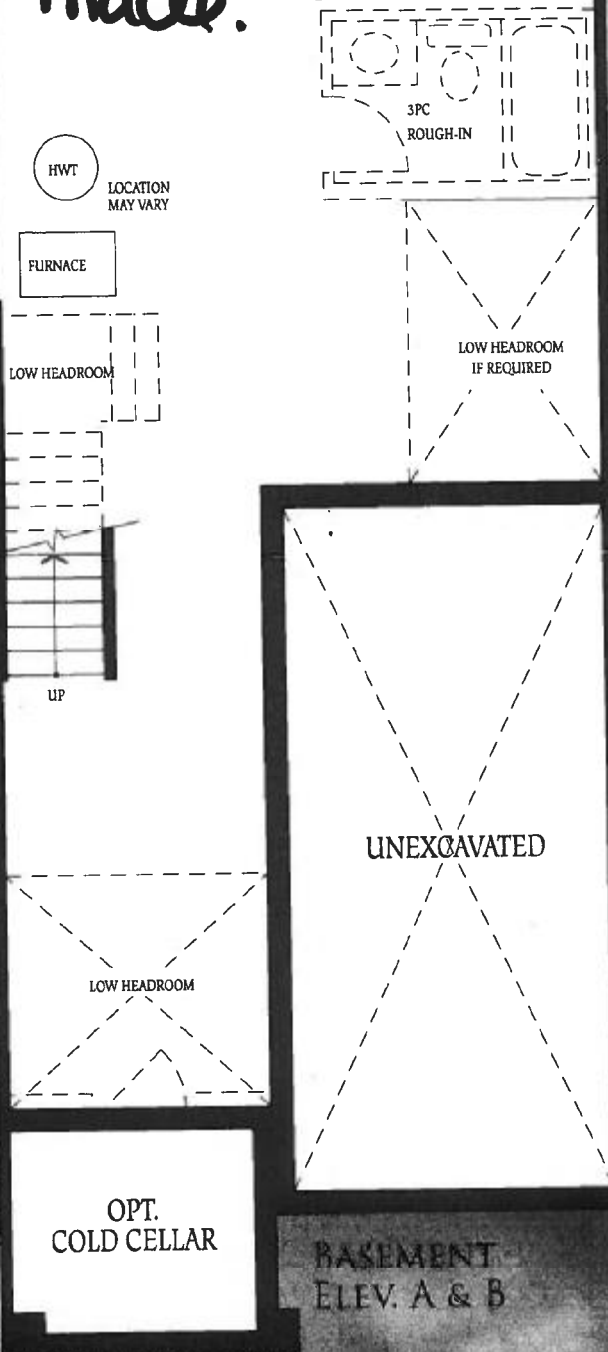 3PC
ROUGH-IN
HWT
LOCATION
MAY VARY
FURNACE
LOW HEADROOM
LOW HEADROOM
IF REQUIRED
UP
UNEXCAVATED
LOW HEADROOM
OPT.
COLD CELLAR
BASEMENT
ELEV. A & B